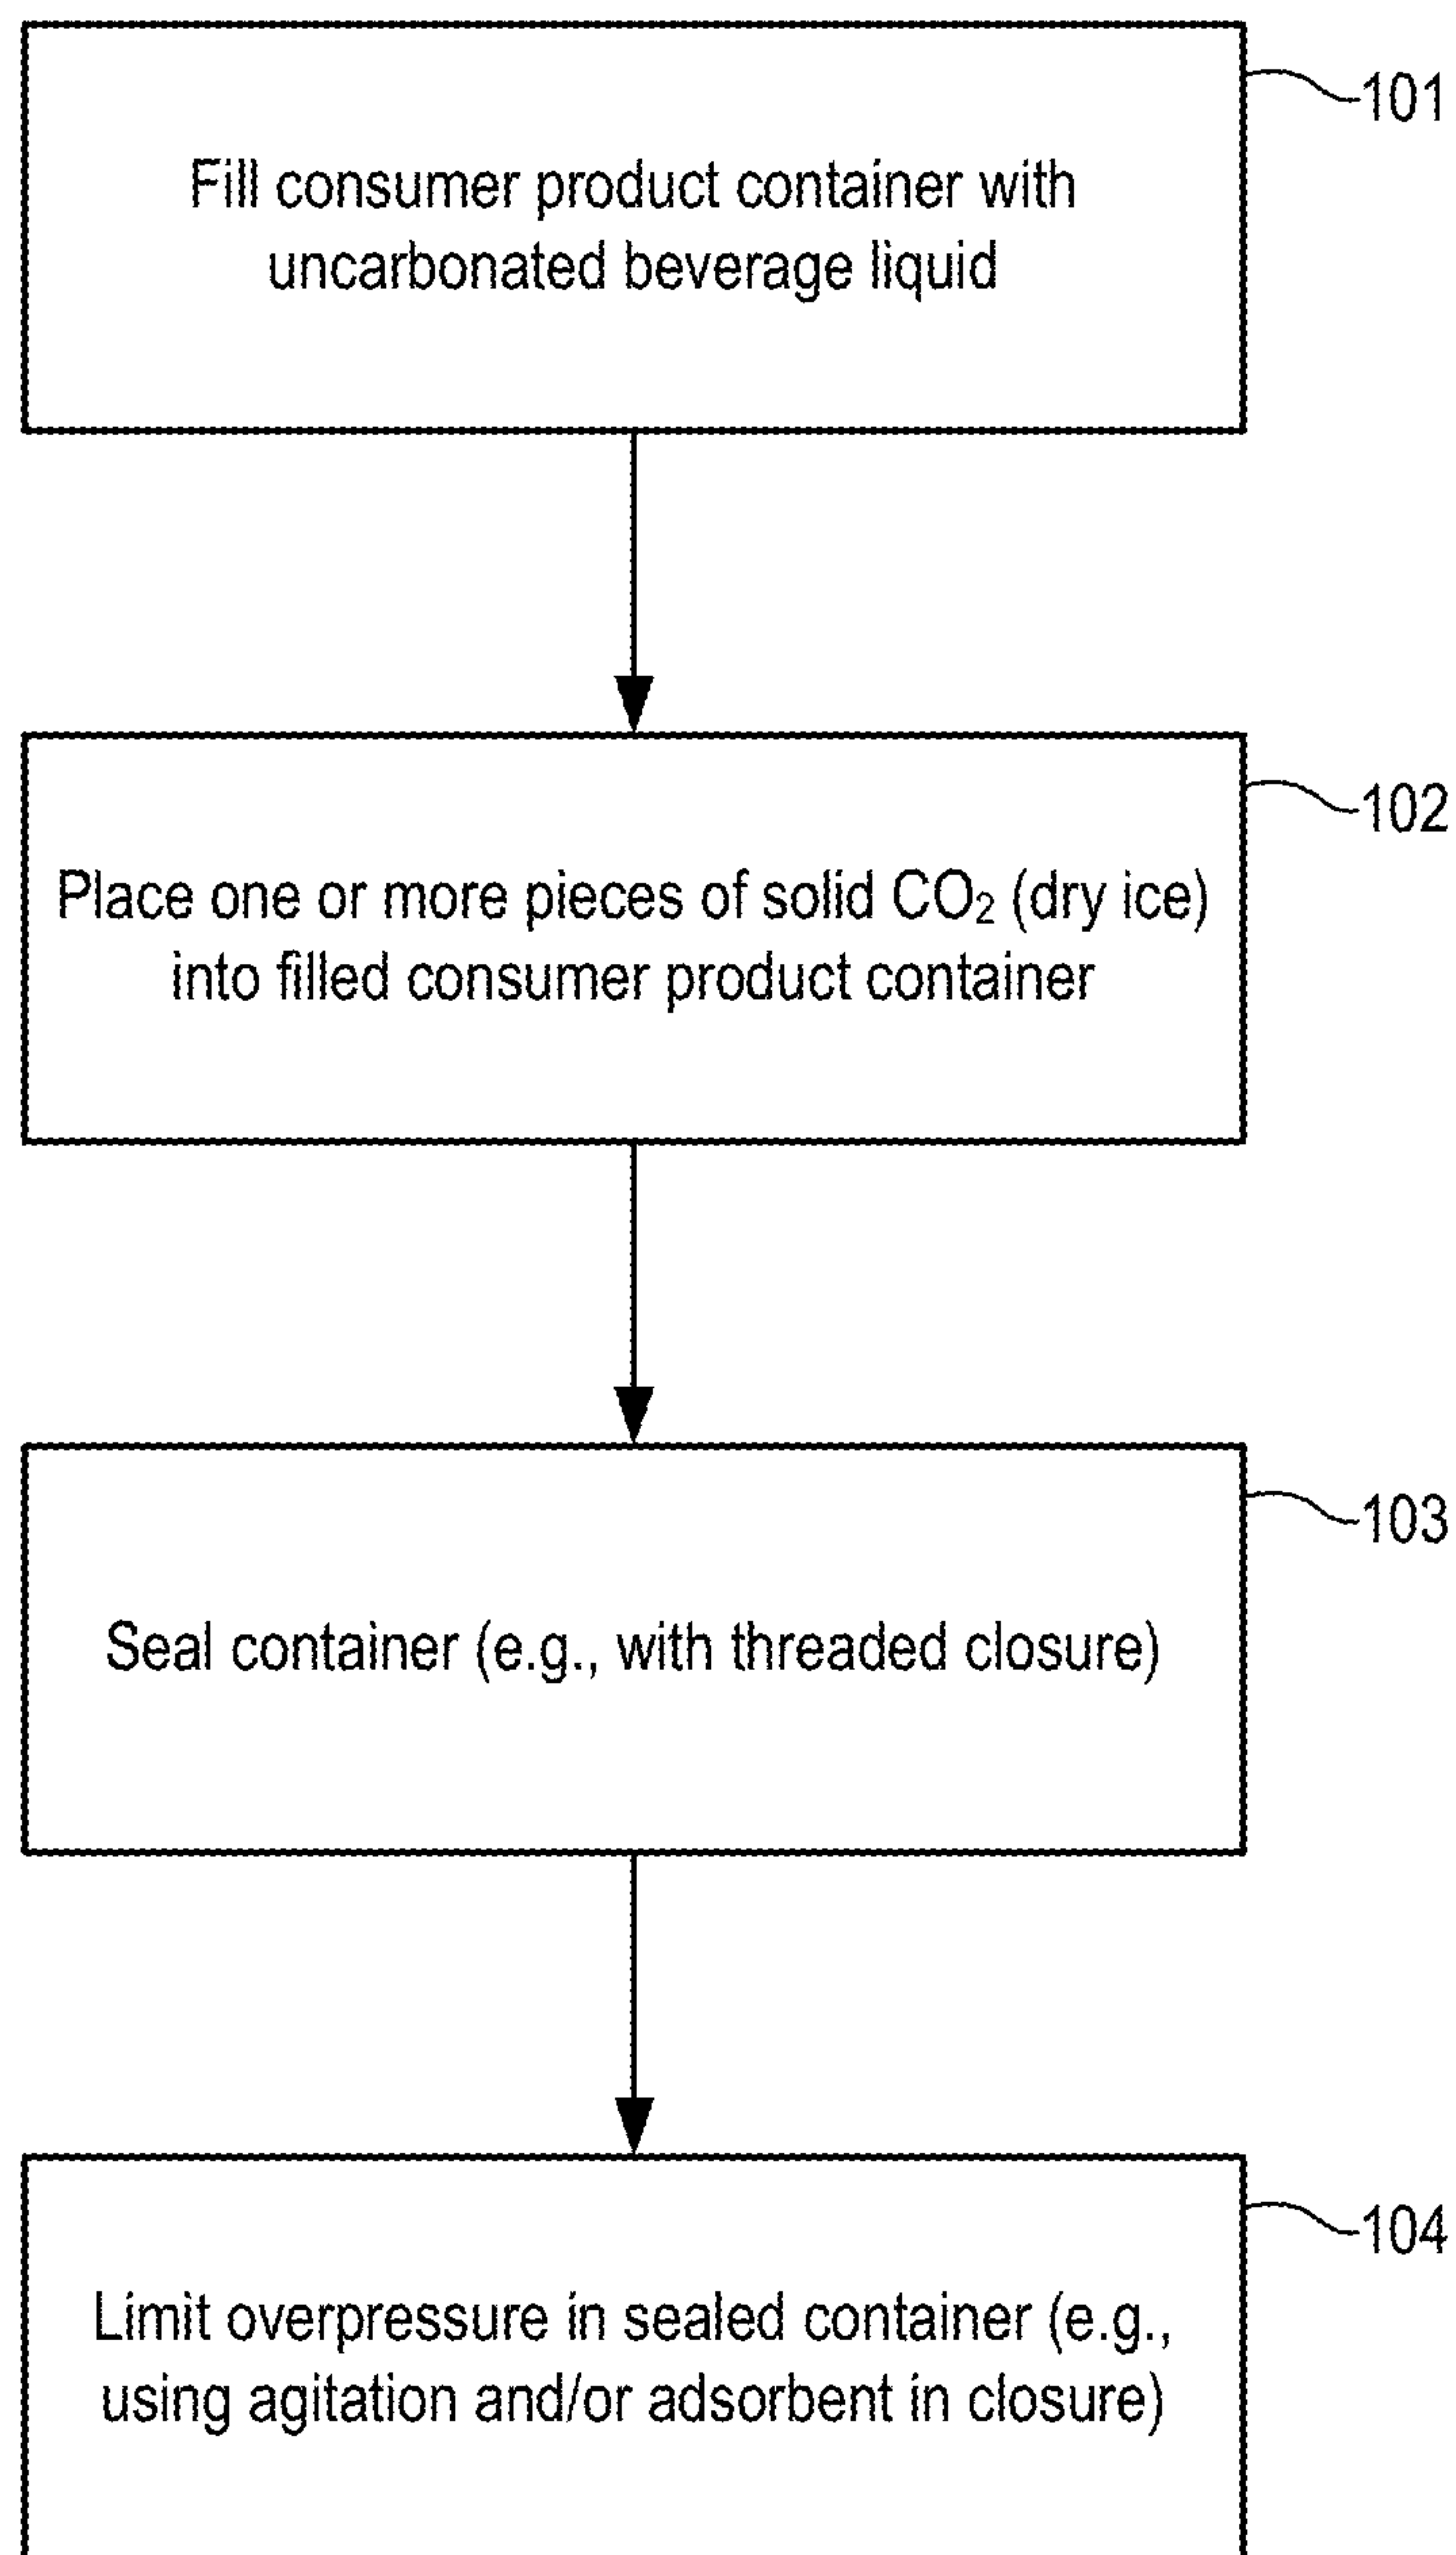 101
Fill consumer product container with
uncarbonated beverage liquid
102
Place one or more pieces of solid CO₂ (dry ice)
into filled consumer product container
103
Seal container (e.g., with threaded closure)
104
Limit overpressure in sealed container (e.g.,
using agitation and/or adsorbent in closure)